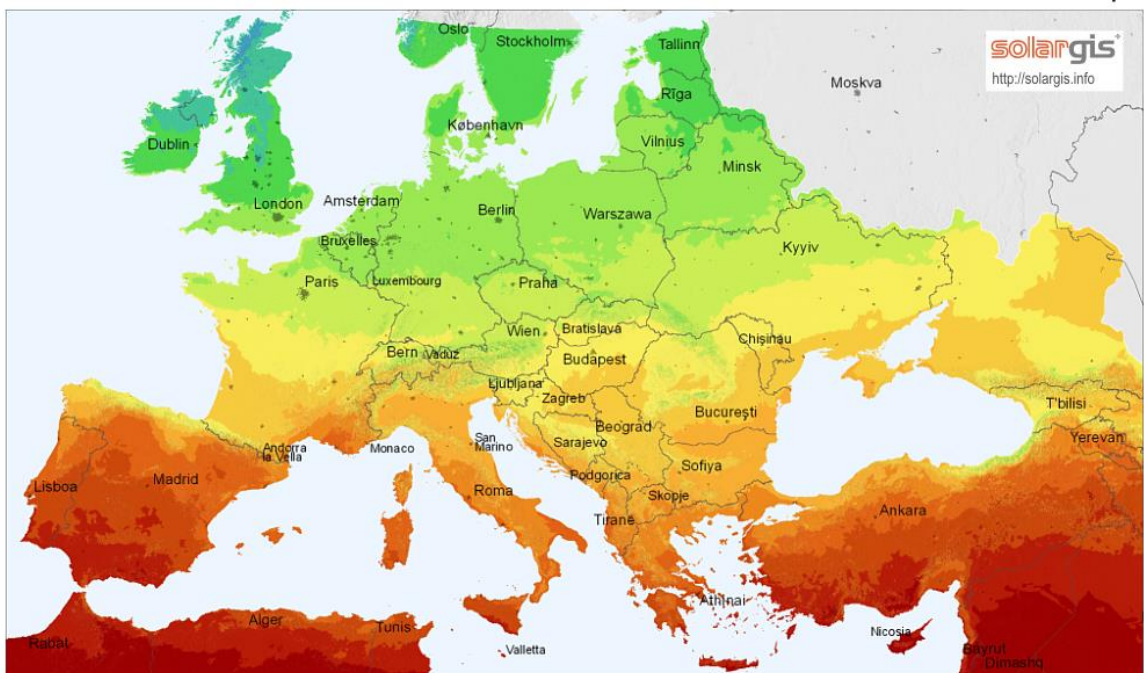 Oslo
Stockholm
Tallinn
solargis
http://solargis.info
Moskva
Rīga
København
Dublin
Vilnius
Minsk
London
Amsterdam
Berlin
Warszawa
Bruxelles
Kyyiv
Paris
Luxembourg
Praha
Wien
Bratislava
Chişinau
Bern
Vaduz
Budapest
Ljubljana
Zagreb
T'bilisi
Beograd
Bucureşti
Andorra
la Vella
Monaco
San
Marino
Sarajevo
Yerevan
Podgorica
Sofiya
Lisboa
Madrid
Roma
Skopje
Tiranë
Ankara
Athinai
Alger
Tunis
Nicosia
Rabat
Valletta
Bayrut
Dimashq